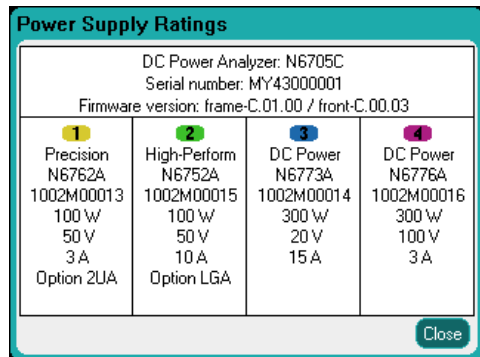 Power Supply Ratings
DC Power Analyzer: N6705C
Serial number: MY43000001
Firmware version: frame-C.01.00 / front-C.00.03
1
Precision
N6762A
1002M00013
100 W
50 V
3 A
Option 2UA
2
High-Perform
N6752A
1002M00015
100 W
50 V
10 A
Option LGA
3
DC Power
N6773A
1002M00014
300 W
20 V
15 A
4
DC Power
N6776A
1002M00016
300 W
100 V
3 A
Close